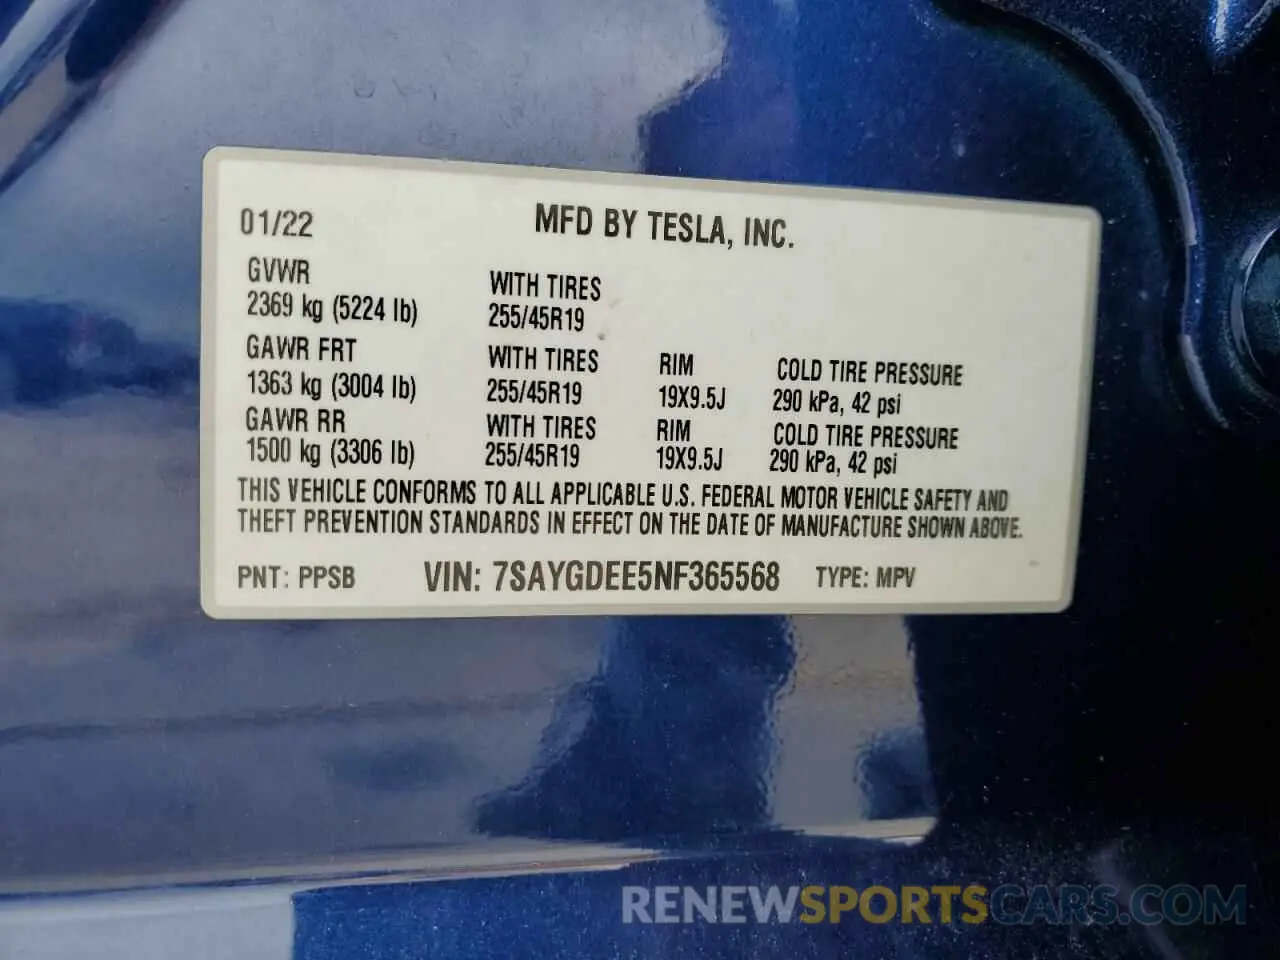 01/22 MFD BY TESLA, INC.
GVWR WITH TIRES
2369 kg (5224 lb) 255/45R19
GAWR FRT WITH TIRES RIM COLD TIRE PRESSURE
1363 kg (3004 lb) 255/45R19 19X9.5J 290 kPa, 42 psi
GAWR RR WITH TIRES RIM COLD TIRE PRESSURE
1500 kg (3306 lb) 255/45R19 19X9.5J 290 kPa, 42 psi
THIS VEHICLE CONFORMS TO ALL APPLICABLE U.S. FEDERAL MOTOR VEHICLE SAFETY AND
THEFT PREVENTION STANDARDS IN EFFECT ON THE DATE OF MANUFACTURE SHOWN ABOVE.
PNT: PPSB VIN: 7SAYGDEE5NF365568 TYPE: MPV
RENEWSPORTSCARS.COM